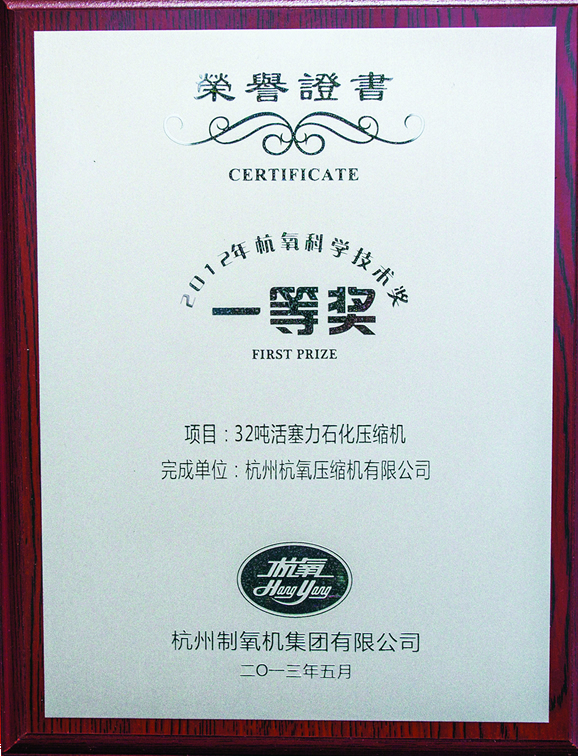 榮譽證書
CERTIFICATE
2012年杭氧科学技术奖
一等奖
FIRST PRIZE
项目：32吨活塞力石化压缩机
完成单位：杭州杭氧压缩机有限公司
杭氧
Hang Yang
杭州制氧机集团有限公司
二〇一三年五月